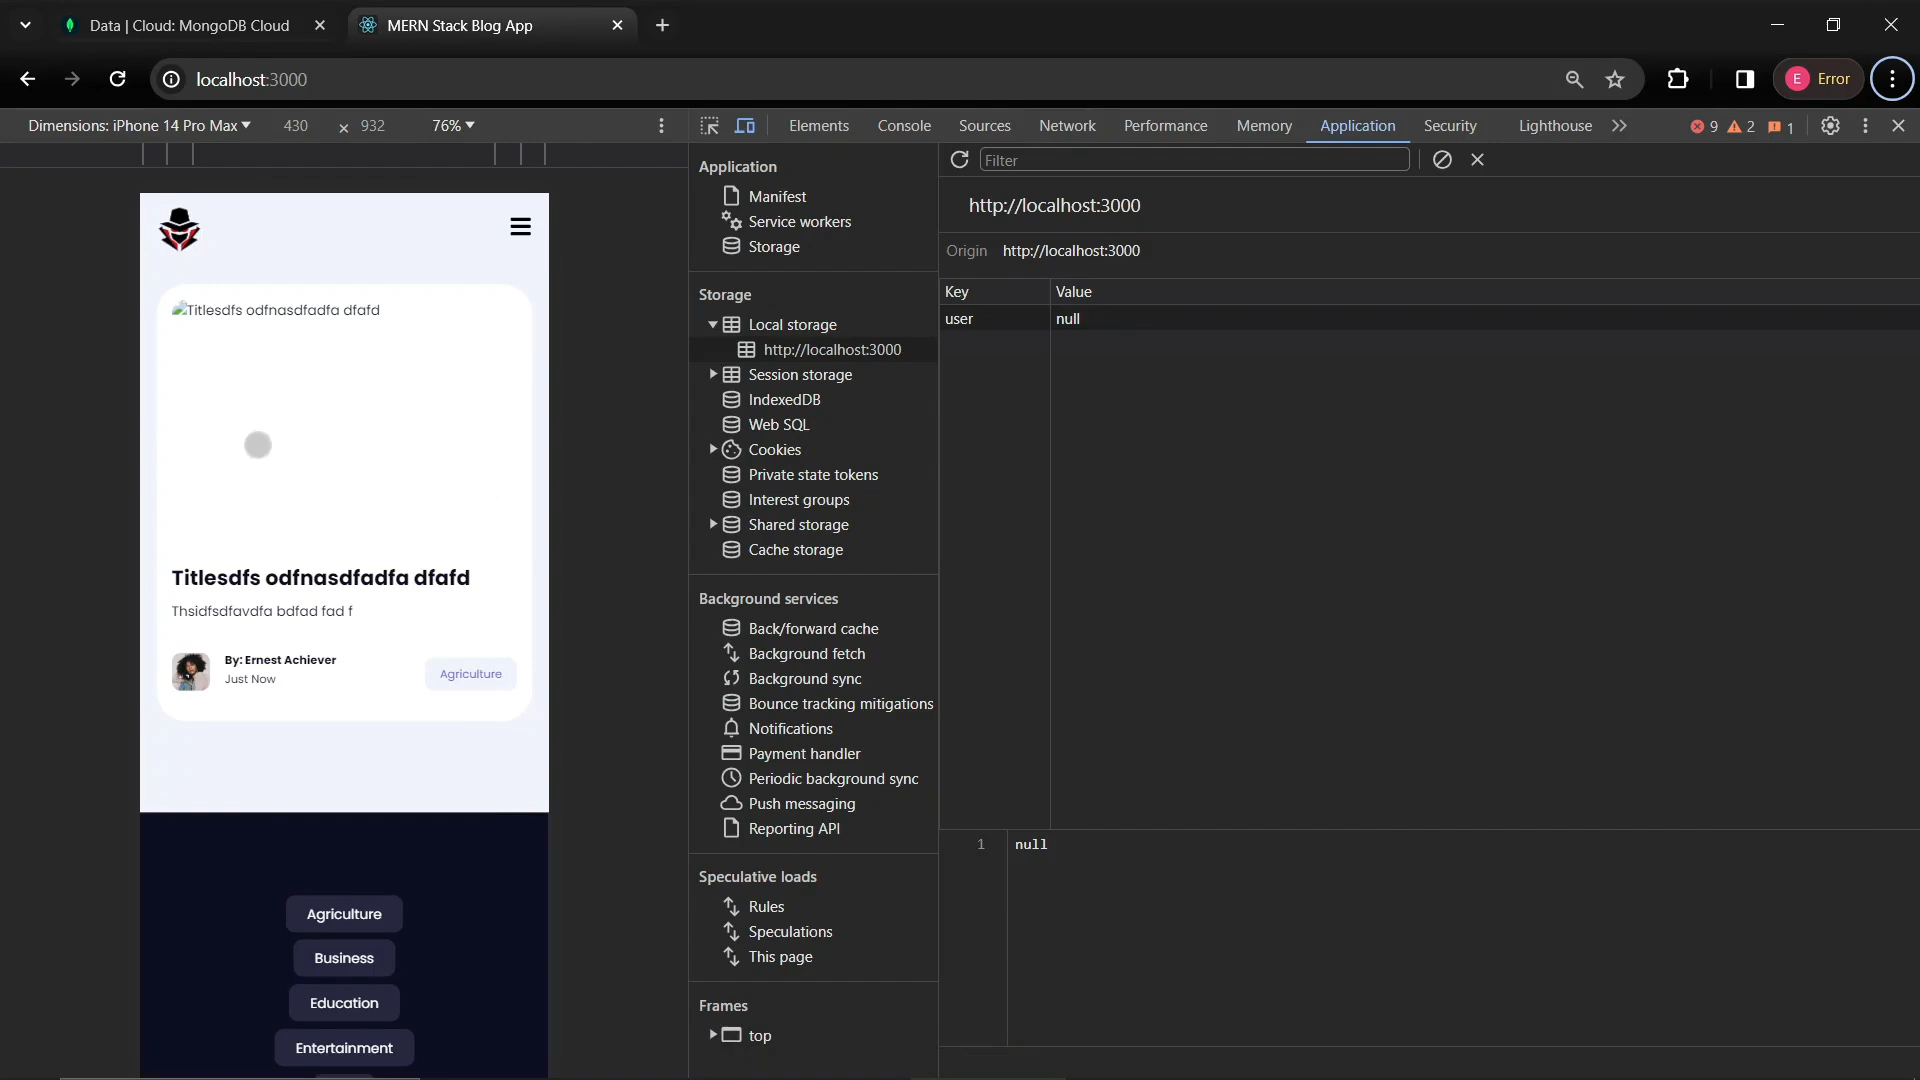 Data | Cloud: MongoDB Cloud
MERN Stack Blog App
localhost:3000
E Error
Dimensions: iPhone 14 Pro Max 430 x 932 76%
Elements Console Sources Network Performance Memory Application Security Lighthouse 9 2 1
Titlesdfs odfnasdfadfa dfafd
Titlesdfs odfnasdfadfa dfafd
Thsidfsdfavdfa bdfad fad f
By: Ernest Achiever
Just Now
Agriculture
Agriculture
Business
Education
Entertainment
Application
Manifest
Service workers
Storage
Storage
Local storage
http://localhost:3000
Session storage
IndexedDB
Web SQL
Cookies
Private state tokens
Interest groups
Shared storage
Cache storage
Background services
Back/forward cache
Background fetch
Background sync
Bounce tracking mitigations
Notifications
Payment handler
Periodic background sync
Push messaging
Reporting API
Speculative loads
Rules
Speculations
This page
Frames
top
Filter
http://localhost:3000
Origin http://localhost:3000
Key Value
user null
1 null